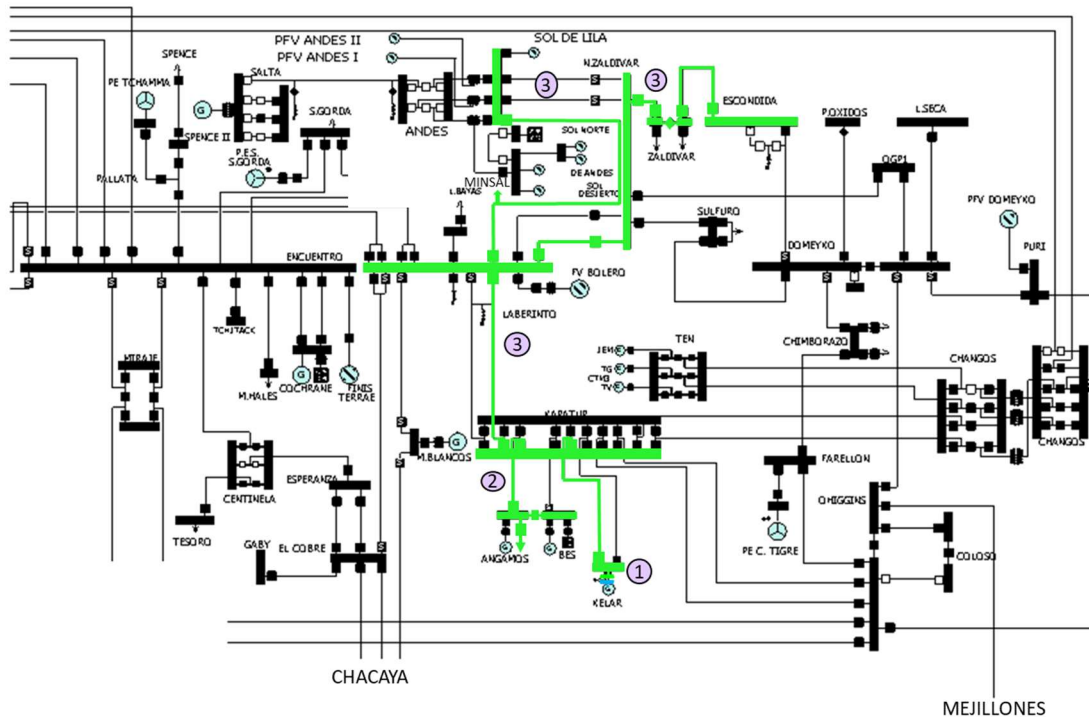 PFV ANDES II
PFV ANDES I
SOL DE LILA
SPENCE
PE TCHAMMA
SALTA
G
SPENCE II
P.E.S.
S.GORDA
S.GORDA
PALLATA
ANDES
3
N.ZALDIVAR
3
ESCONDIDA
ZALDIVAR
P.OXIDOS
L.SECA
OGP1
SOL NORTE
DE ANDES
SOL
DESIERTO
MINSAL
L.BAYAS
SULFURO
DOMEYKO
PFV DOMEYKO
PURI
ENCUENTRO
LABERINTO
FV BOLERO
TCHITACK
MIRAJE
M.HALES
G
COCHRANE
FINIS
TERRAE
3
TEN
IEM
TG
CTM3
TV
CHIMBORAZO
CHANGOS
CHANGOS
KAPATUR
M.BLANCOS
G
CENTINELA
ESPERANZA
TESORO
GABY
EL COBRE
2
ANGAMOS
G
BES
G
1
KELAR
G
FARELLON
PE C. TIGRE
O'HIGGINS
COLOSO
CHACAYA
MEJILLONES